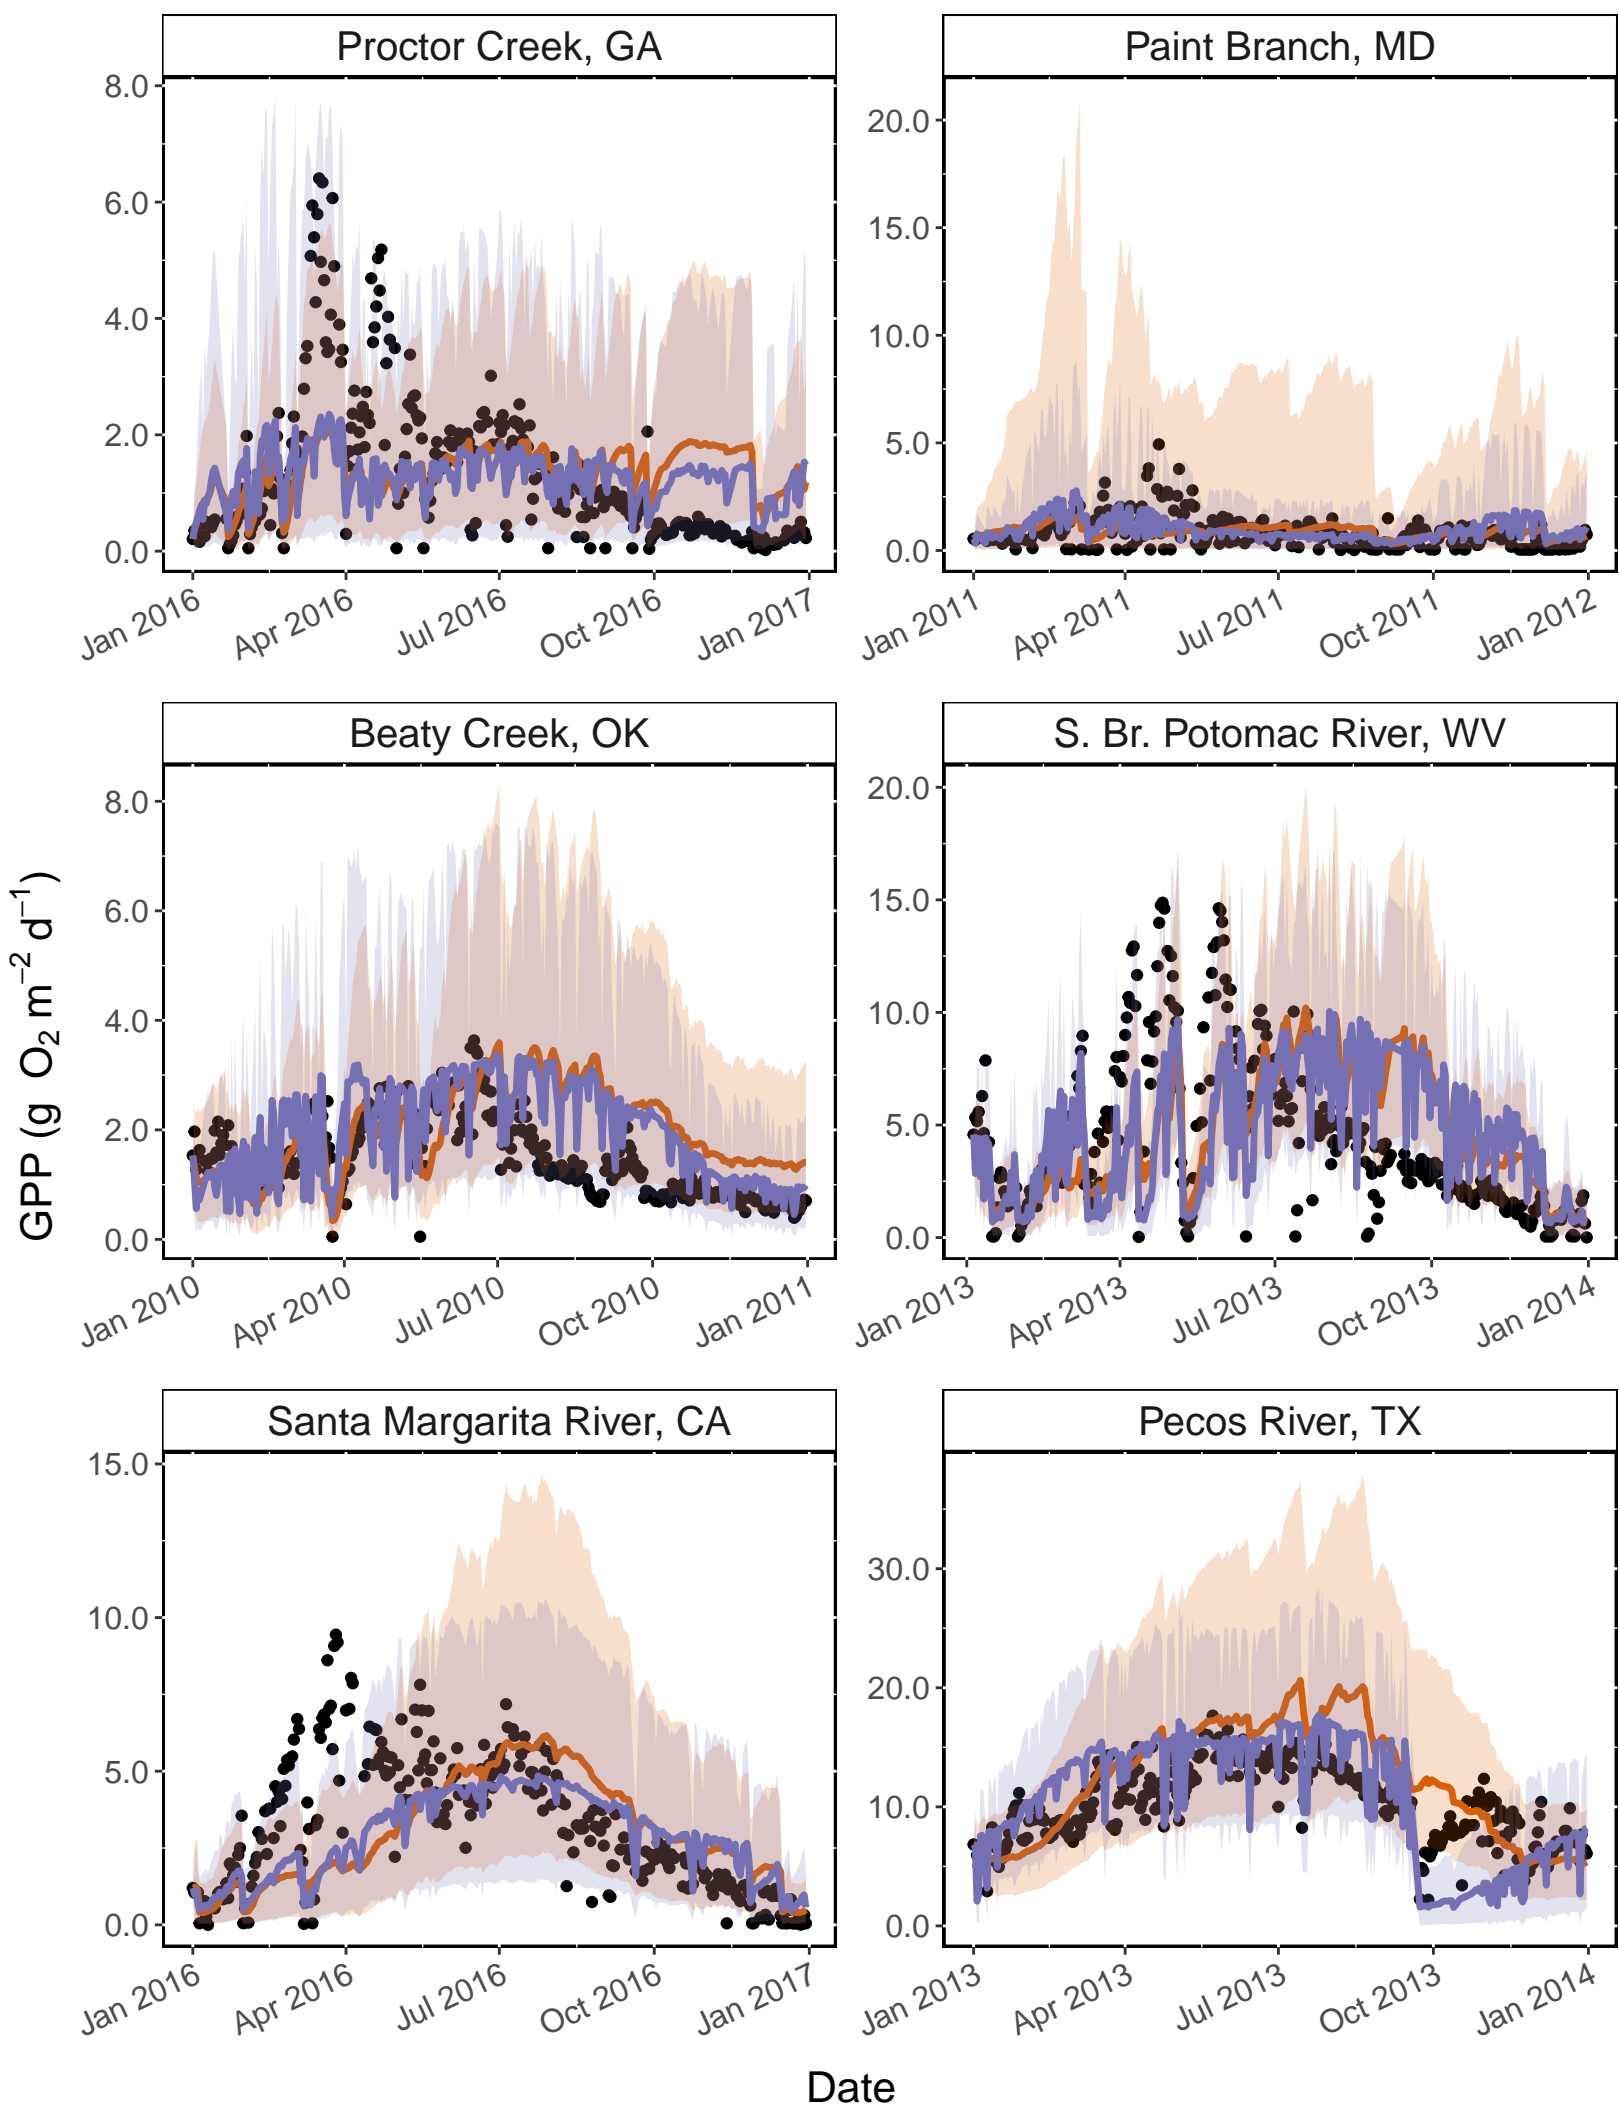 Proctor Creek, GA
Paint Branch, MD
8.0
6.0
4.0
2.0
0.0
20.0
15.0
10.0
5.0
0.0
Jan 2016
Apr 2016
Jul 2016
Oct 2016
Jan 2017
Jan 2011
Apr 2011
Jul 2011
Oct 2011
Jan 2012
Beaty Creek, OK
S. Br. Potomac River, WV
8.0
6.0
4.0
2.0
0.0
20.0
15.0
10.0
5.0
0.0
Jan 2010
Apr 2010
Jul 2010
Oct 2010
Jan 2011
Jan 2013
Apr 2013
Jul 2013
Oct 2013
Jan 2014
GPP (g O₂ m⁻² d⁻¹)
Santa Margarita River, CA
Pecos River, TX
15.0
10.0
5.0
0.0
30.0
20.0
10.0
0.0
Jan 2016
Apr 2016
Jul 2016
Oct 2016
Jan 2017
Jan 2013
Apr 2013
Jul 2013
Oct 2013
Jan 2014
Date